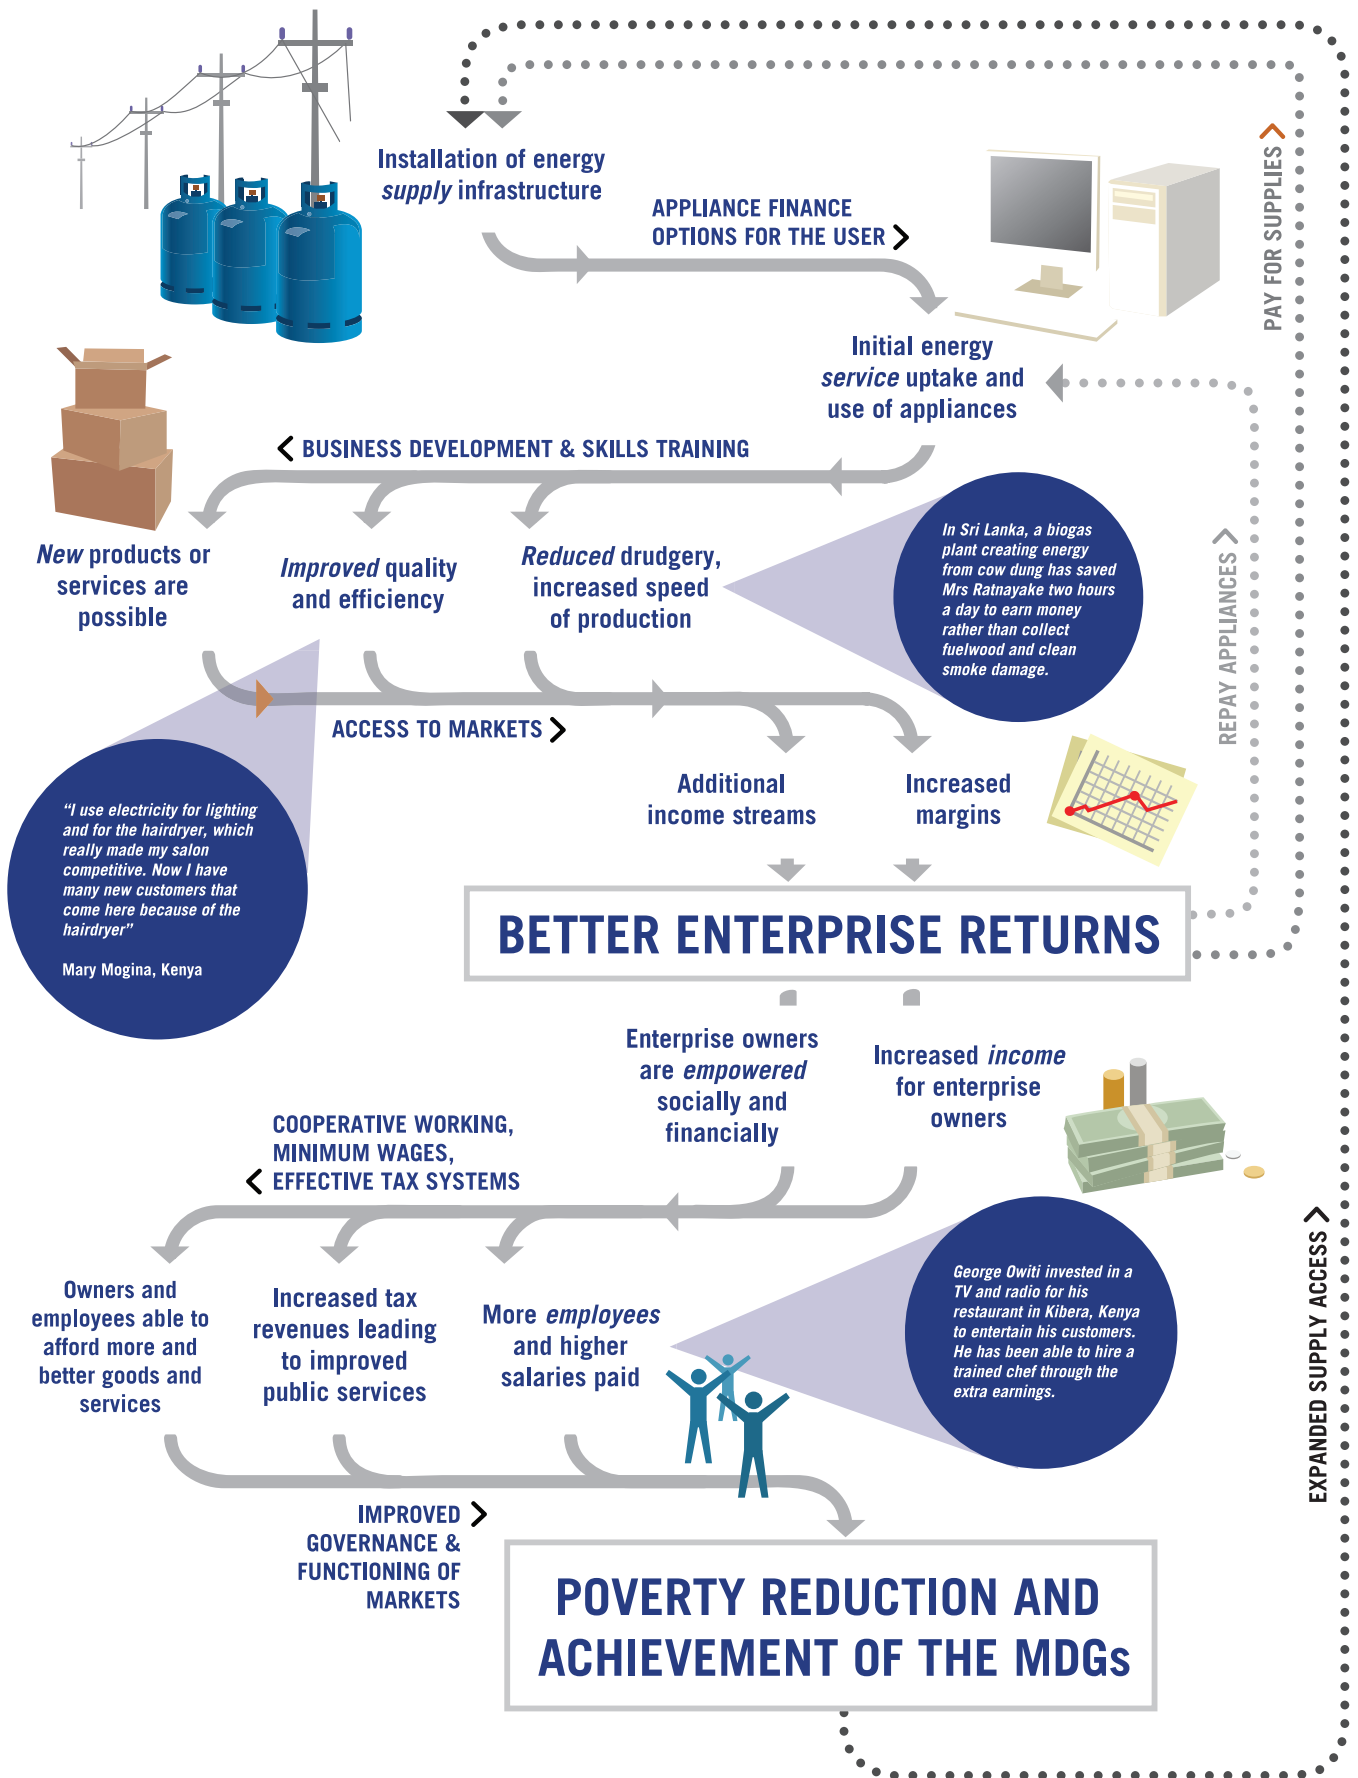 Installation of energy
supply infrastructure
APPLIANCE FINANCE
OPTIONS FOR THE USER
PAY FOR SUPPLIES
Initial energy
service uptake and
use of appliances
BUSINESS DEVELOPMENT & SKILLS TRAINING
New products or
services are
possible
Improved quality
and efficiency
Reduced drudgery,
increased speed
of production
In Sri Lanka, a biogas
plant creating energy
from cow dung has saved
Mrs Ratnayake two hours
a day to earn money
rather than collect
fuelwood and clean
smoke damage.
REPAY APPLIANCES
ACCESS TO MARKETS
"I use electricity for lighting
and for the hairdryer, which
really made my salon
competitive. Now I have
many new customers that
come here because of the
hairdryer"
Mary Mogina, Kenya
Additional
income streams
Increased
margins
BETTER ENTERPRISE RETURNS
Enterprise owners
are empowered
socially and
financially
Increased income
for enterprise
owners
COOPERATIVE WORKING,
MINIMUM WAGES,
EFFECTIVE TAX SYSTEMS
Owners and
employees able to
afford more and
better goods and
services
Increased tax
revenues leading
to improved
public services
More employees
and higher
salaries paid
George Owiti invested in a
TV and radio for his
restaurant in Kibera, Kenya
to entertain his customers.
He has been able to hire a
trained chef through the
extra earnings.
EXPANDED SUPPLY ACCESS
IMPROVED
GOVERNANCE &
FUNCTIONING OF
MARKETS
POVERTY REDUCTION AND
ACHIEVEMENT OF THE MDGs